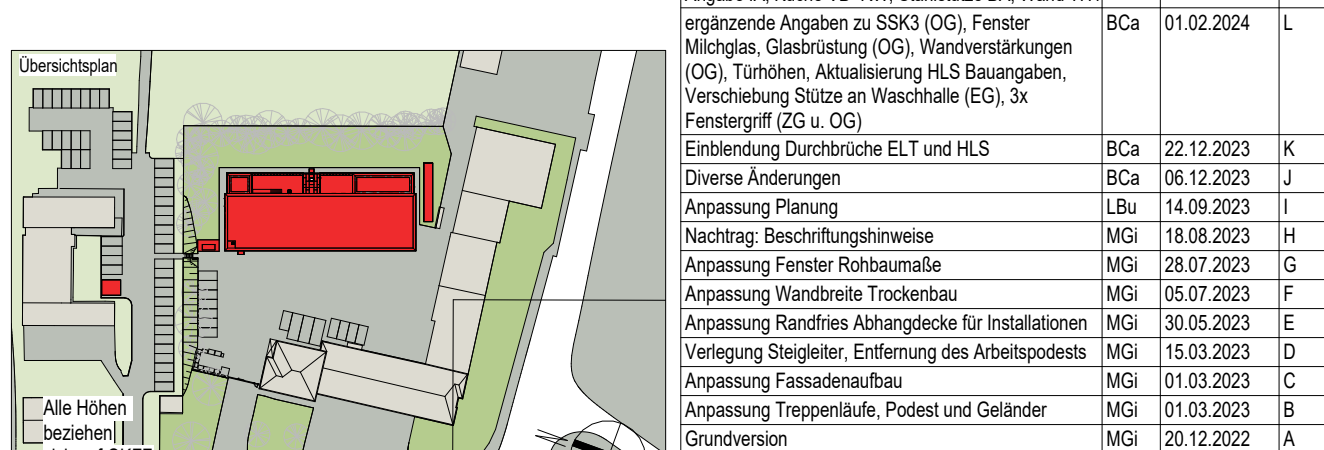 Übersichtsplan
Alle Höhen
beziehen
ergänzende Angaben zu SSK3 (OG), Fenster BCa 01.02.2024 L
Milchglas, Glasbrüstung (OG), Wandverstärkungen
(OG), Türhöhen, Aktualisierung HLS Bauangaben,
Verschiebung Stütze an Waschhalle (EG), 3x
Fenstergriff (ZG u. OG)
Einblendung Durchbrüche ELT und HLS BCa 22.12.2023 K
Diverse Änderungen BCa 06.12.2023 J
Anpassung Planung LBu 14.09.2023 I
Nachtrag: Beschriftungshinweise MGi 18.08.2023 H
Anpassung Fenster Rohbaumaße MGi 28.07.2023 G
Anpassung Wandbreite Trockenbau MGi 05.07.2023 F
Anpassung Randfries Abhangdecke für Installationen MGi 30.05.2023 E
Verlegung Steigleiter, Entfernung des Arbeitspodests MGi 15.03.2023 D
Anpassung Fassadenaufbau MGi 01.03.2023 C
Anpassung Treppenläufe, Podest und Geländer MGi 01.03.2023 B
Grundversion MGi 20.12.2022 A